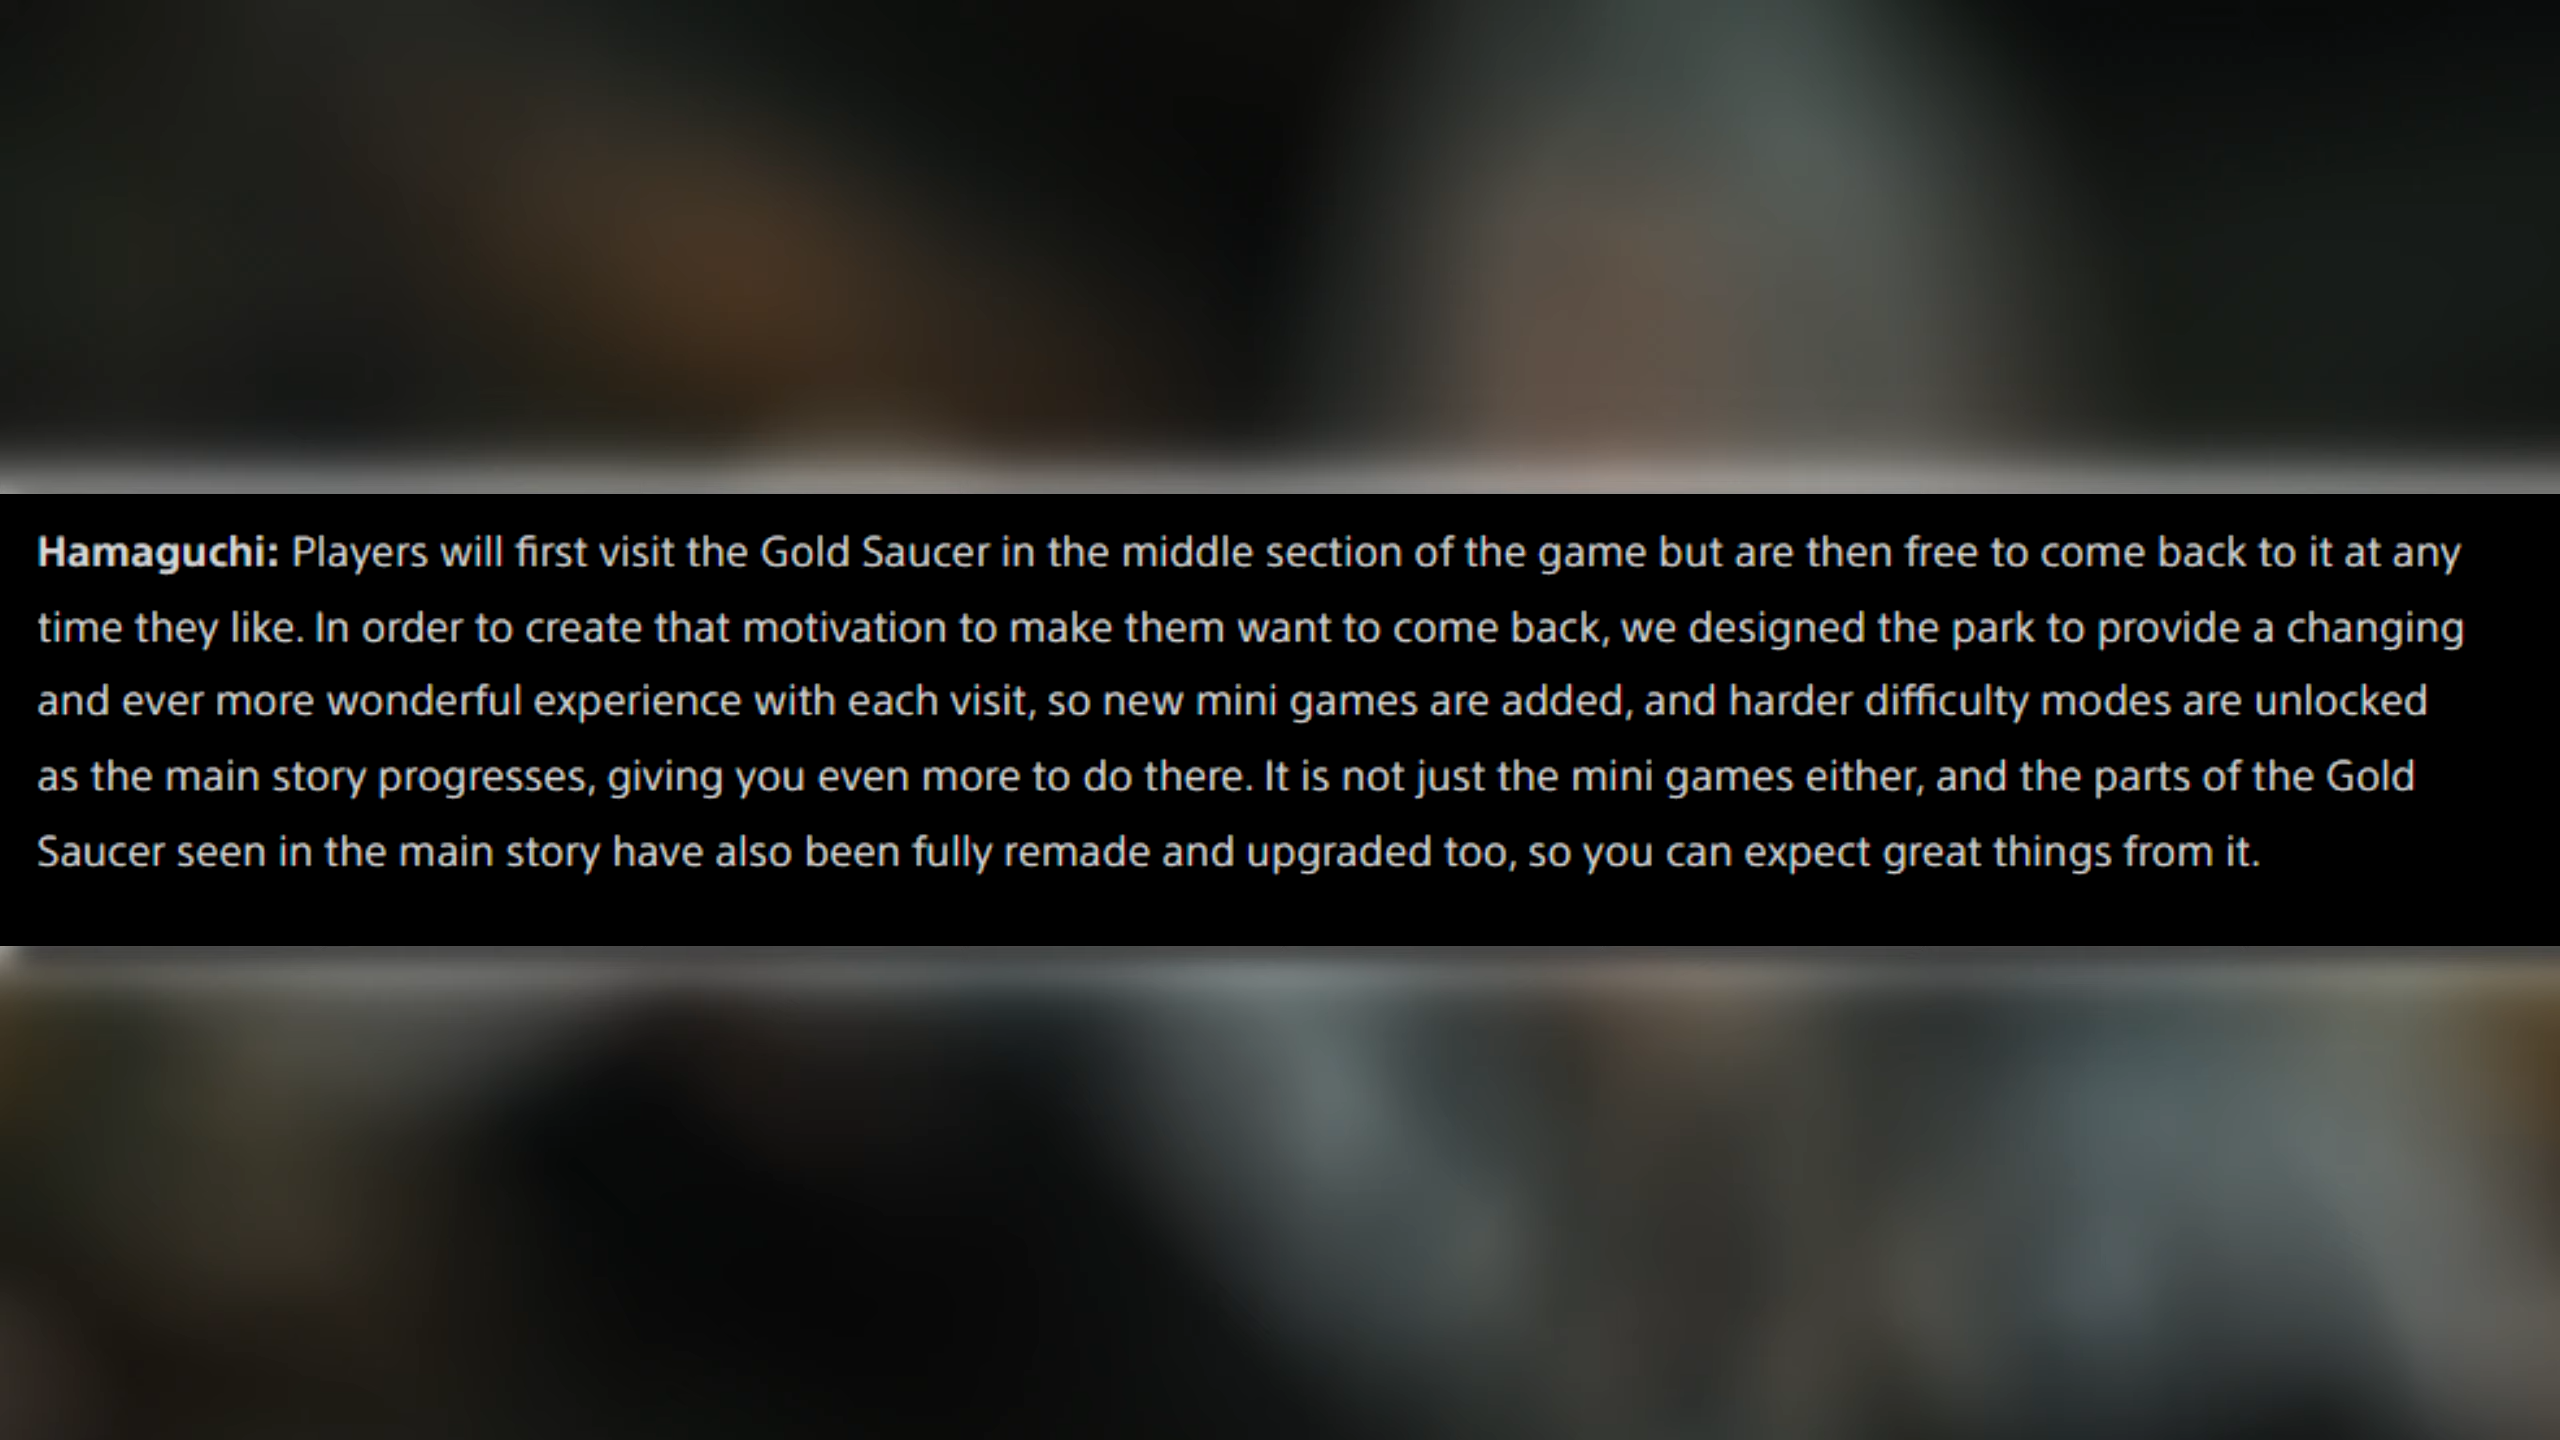 Hamaguchi: Players will first visit the Gold Saucer in the middle section of the game but are then free to come back to it at any
time they like. In order to create that motivation to make them want to come back, we designed the park to provide a changing
and ever more wonderful experience with each visit, so new mini games are added, and harder difficulty modes are unlocked
as the main story progresses, giving you even more to do there. It is not just the mini games either, and the parts of the Gold
Saucer seen in the main story have also been fully remade and upgraded too, so you can expect great things from it.